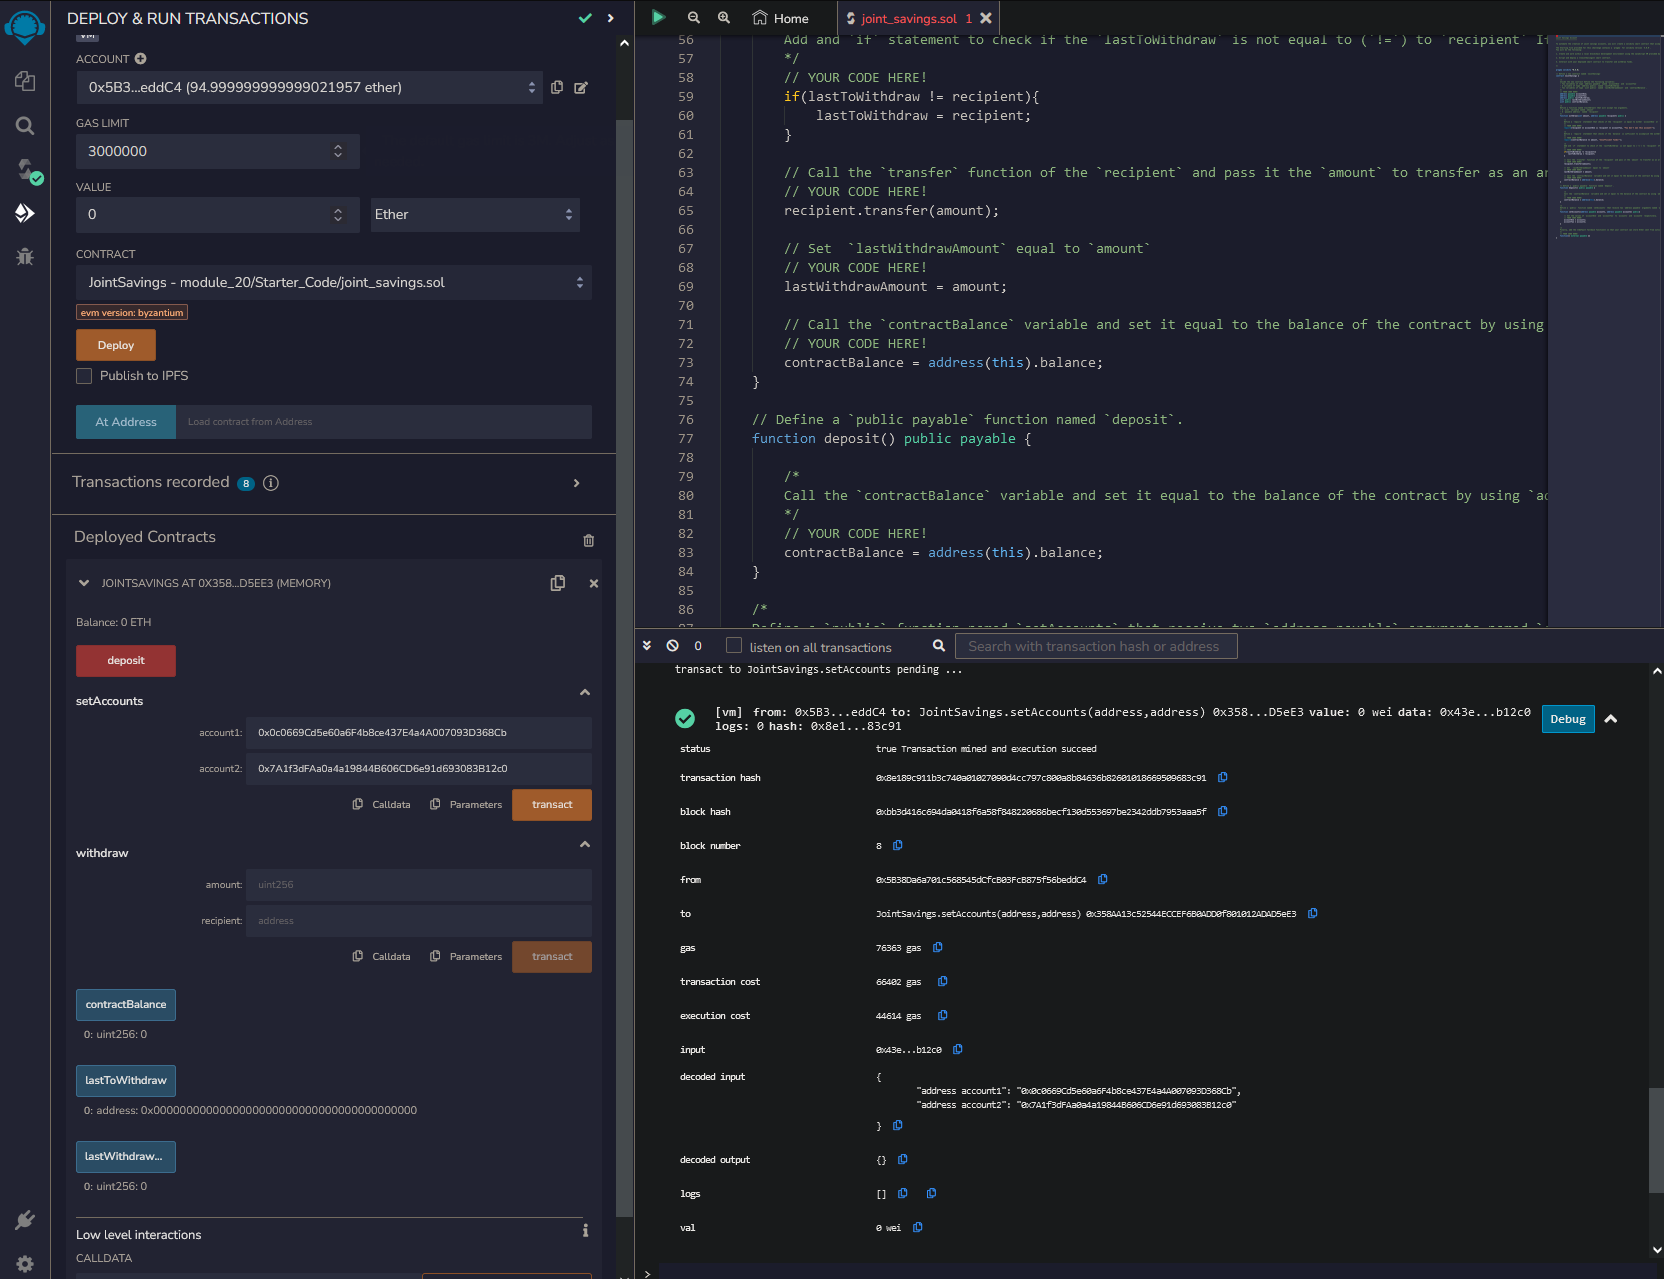 DEPLOY & RUN TRANSACTIONS
VM
ACCOUNT
0x5B3...eddC4 (94.999999999999021957 ether)
GAS LIMIT
3000000
VALUE
0
Ether
CONTRACT
JointSavings - module_20/Starter_Code/joint_savings.sol
evm version: byzantium
Deploy
Publish to IPFS
At Address
Load contract from Address
Transactions recorded 8
Deployed Contracts
JOINTSAVINGS AT 0X358...D5EE3 (MEMORY)
Balance: 0 ETH
deposit
setAccounts
account1: 0x0c0669Cd5e60a6F4b8ce437E4a4A007093D368Cb
account2: 0x7A1f3dFAa0a4a19844B606CD6e91d693083B12c0
Calldata
Parameters
transact
withdraw
amount: uint256
recipient: address
Calldata
Parameters
transact
contractBalance
0: uint256: 0
lastToWithdraw
0: address: 0x0000000000000000000000000000000000000000
lastWithdraw...
0: uint256: 0
Low level interactions
CALLDATA
Home
joint_savings.sol 1
56 Add and `if` statement to check if the `lastToWithdraw` is not equal to (`!=`) to `recipient` If
57 */
58 // YOUR CODE HERE!
59 if(lastToWithdraw != recipient){
60 lastToWithdraw = recipient;
61 }
62
63 // Call the `transfer` function of the `recipient` and pass it the `amount` to transfer as an ar
64 // YOUR CODE HERE!
65 recipient.transfer(amount);
66
67 // Set  `lastWithdrawAmount` equal to `amount`
68 // YOUR CODE HERE!
69 lastWithdrawAmount = amount;
70
71 // Call the `contractBalance` variable and set it equal to the balance of the contract by using
72 // YOUR CODE HERE!
73 contractBalance = address(this).balance;
74 }
75
76 // Define a `public payable` function named `deposit`.
77 function deposit() public payable {
78
79 /*
80 Call the `contractBalance` variable and set it equal to the balance of the contract by using `ad
81 */
82 // YOUR CODE HERE!
83 contractBalance = address(this).balance;
84 }
85
86 /*
87 Define a `public` function named `setAccounts` that receive two `address payable` arguments named
0
listen on all transactions
Search with transaction hash or address
transact to JointSavings.setAccounts pending ...
[vm] from: 0x5B3...eddC4 to: JointSavings.setAccounts(address,address) 0x358...D5eE3 value: 0 wei data: 0x43e...b12c0
logs: 0 hash: 0x8e1...83c91
Debug
status true Transaction mined and execution succeed
transaction hash 0x8e189c911b3c740a01027090d4cc797c800a8b84636b82601018669509683c91
block hash 0xbb3d416c694da0418f6a58f848220686becf130d553697be2342ddb7953aaa5f
block number 8
from 0x5B38Da6a701c568545dCfcB03FcB875f56beddC4
to JointSavings.setAccounts(address,address) 0x358AA13c52544ECCEF6B0ADD0f801012ADAD5eE3
gas 76363 gas
transaction cost 66402 gas
execution cost 44614 gas
input 0x43e...b12c0
decoded input {
"address account1": "0x0c0669Cd5e60a6F4b8ce437E4a4A007093D368Cb",
"address account2": "0x7A1f3dFAa0a4a19844B606CD6e91d693083B12c0"
}
decoded output {}
logs []
val 0 wei
>